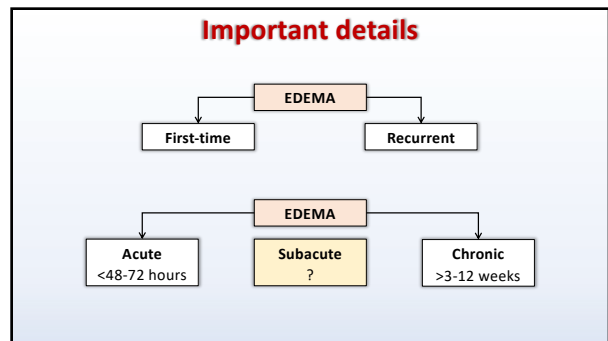 Important details
EDEMA
First-time
Recurrent
EDEMA
Acute
<48-72 hours
Subacute
?
Chronic
>3-12 weeks